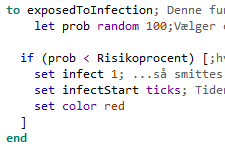 to exposedToInfection; Denne fu
let prob random 100;Vælger
if (prob < Risikoprocent) [;h
set infect 1; ...så smittes
set infectStart ticks; Tide
set color red
]
end